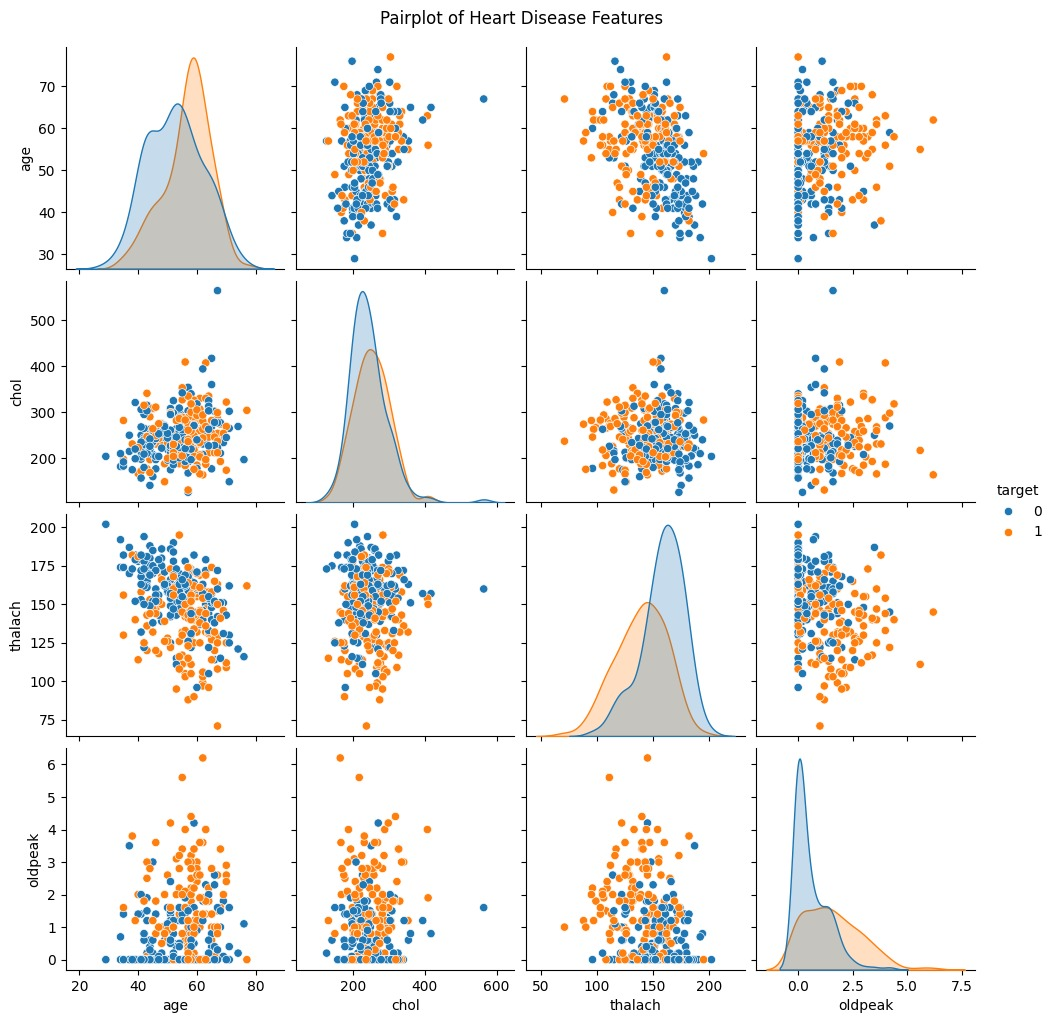 Pairplot of Heart Disease Features
70
60
50
40
30
age
500
400
300
200
chol
target
0
1
200
175
150
125
100
75
thalach
6
5
4
3
2
1
0
oldpeak
20 40 60 80
200 400 600
50 100 150 200
0.0 2.5 5.0 7.5
age
chol
thalach
oldpeak